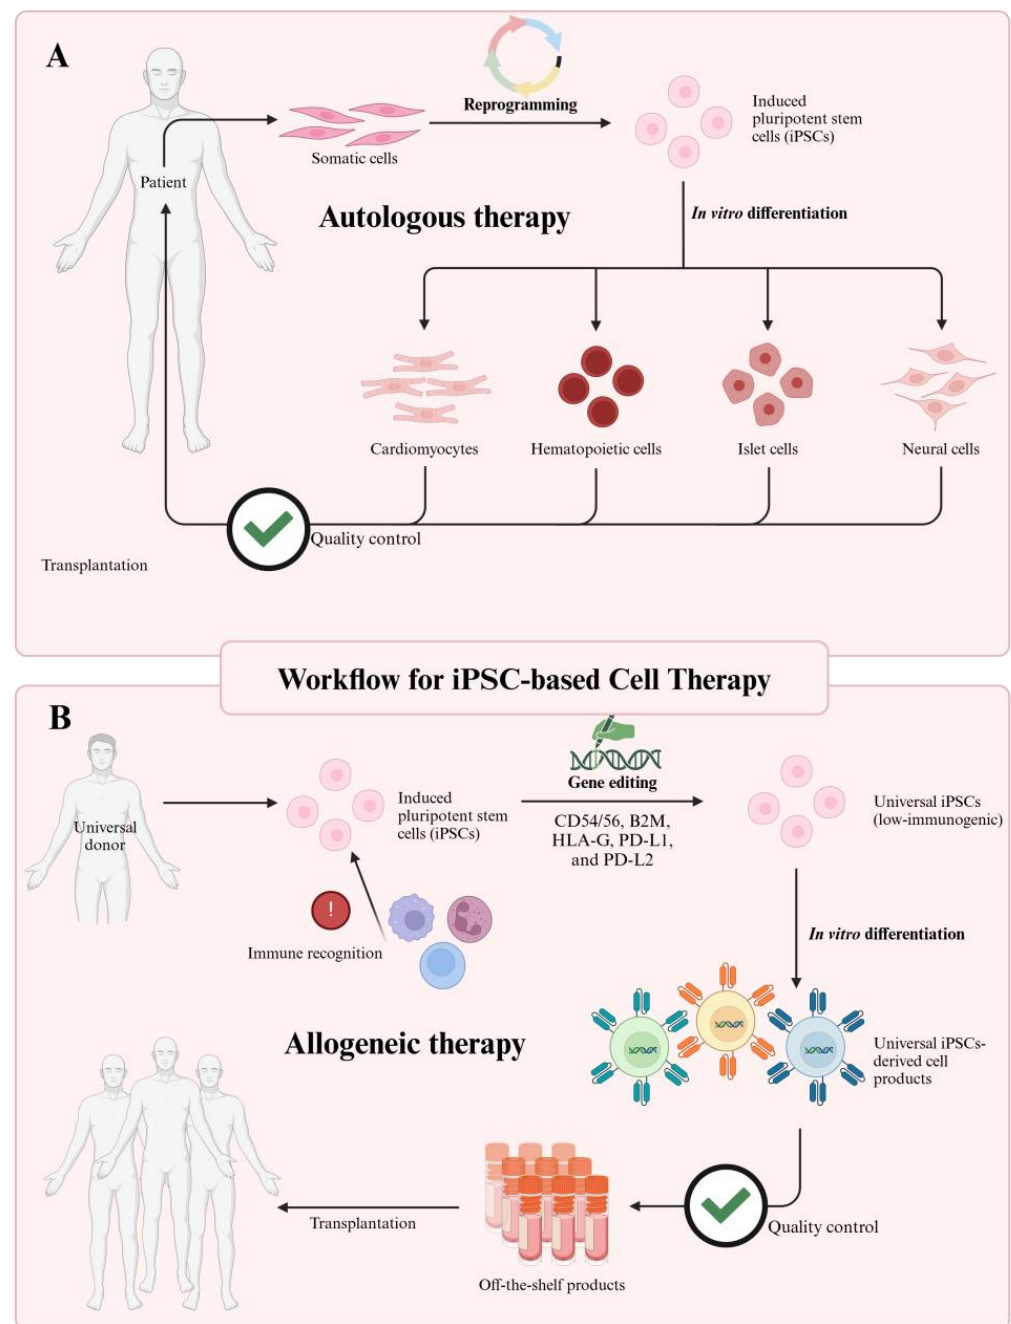 A
Reprogramming
Somatic cells
Induced
pluripotent stem
cells (iPSCs)
Patient
Autologous therapy
In vitro differentiation
Cardiomyocytes
Hematopoietic cells
Islet cells
Neural cells
Quality control
Transplantation
Workflow for iPSC-based Cell Therapy
B
Universal
donor
Induced
pluripotent stem
cells (iPSCs)
Gene editing
CD54/56, B2M,
HLA-G, PD-L1,
and PD-L2
Universal iPSCs
(low-immunogenic)
!
Immune recognition
In vitro differentiation
Allogeneic therapy
Universal iPSCs-
derived cell
products
Transplantation
Quality control
Off-the-shelf products